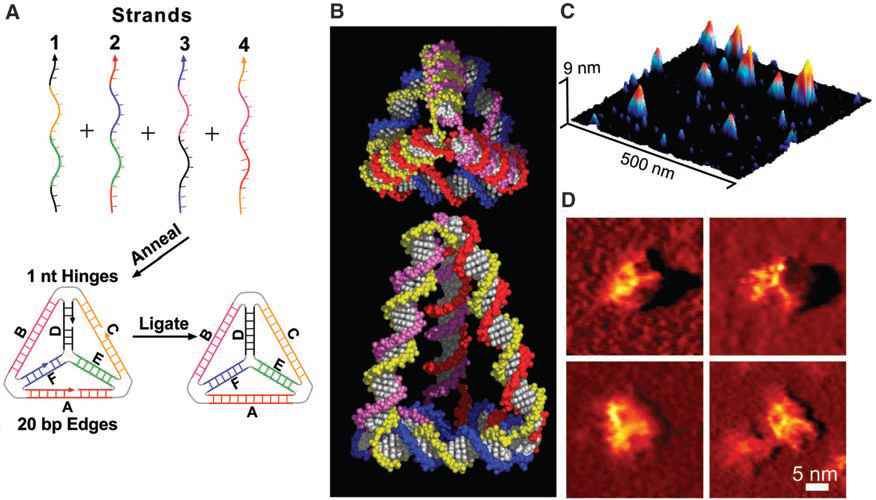 A
Strands
1 2 3 4
+ + +
Anneal
1 nt Hinges
B D C
F E
A
20 bp Edges
Ligate
B D C
F E
A
B
C
9 nm
500 nm
D
5 nm